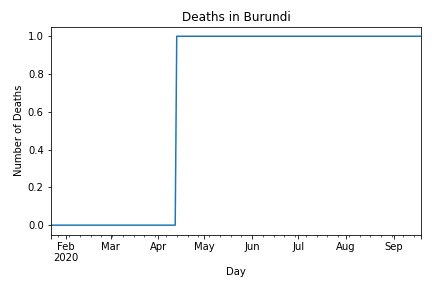 Deaths in Burundi
Number of Deaths
1.0
0.8
0.6
0.4
0.2
0.0
Feb Mar Apr May Jun Jul Aug Sep
2020
Day